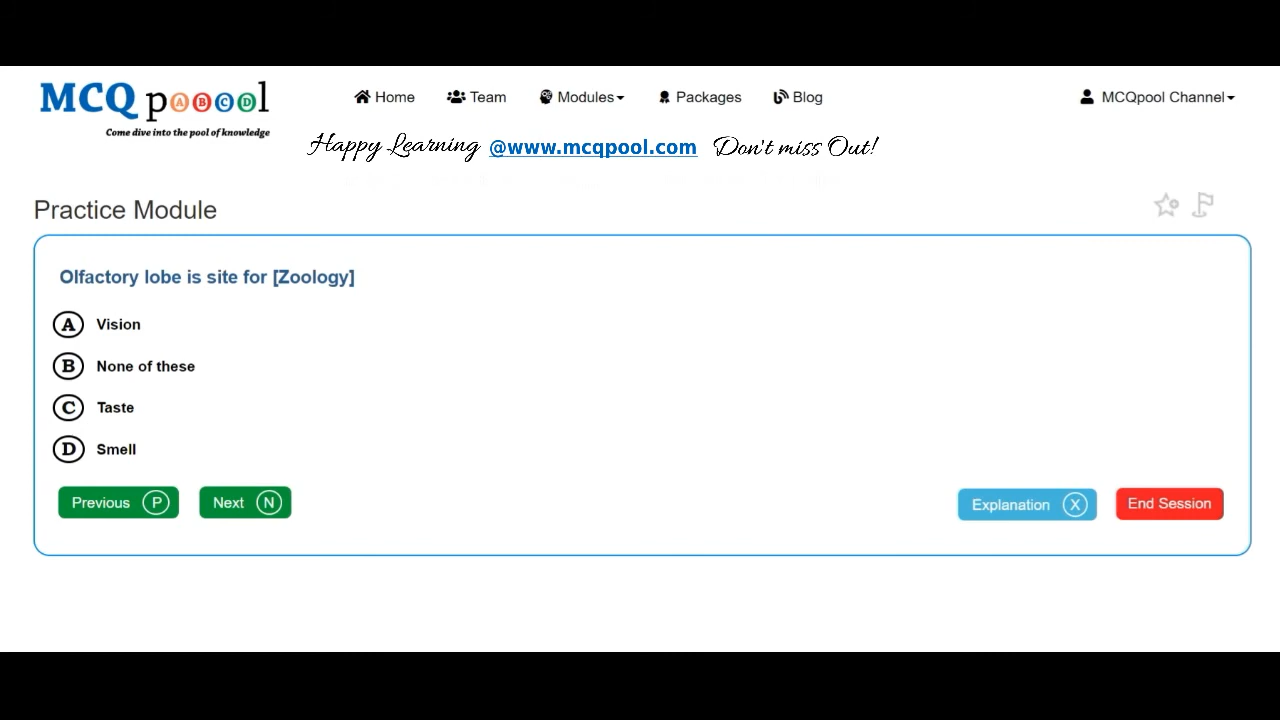 MCQ pooool
Come dive into the pool of knowledge
Home Team Modules Packages Blog MCQpool Channel
Happy Learning @www.mcqpool.com Don't miss Out!
Practice Module
Olfactory lobe is site for [Zoology]
A Vision
B None of these
C Taste
D Smell
Previous P Next N Explanation X End Session